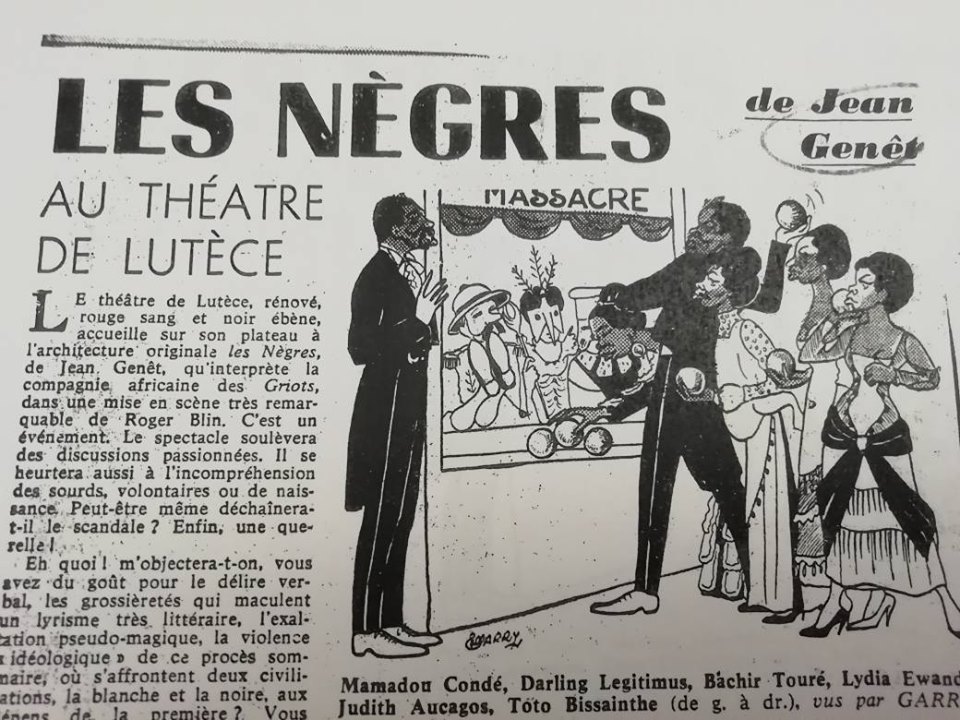 LES NÈGRES
de Jean
Genêt
AU THÉATRE
DE LUTÈCE
LE théâtre de Lutèce, rénové,
rouge sang et noir ébène,
accueille sur son plateau à
l'architecture originale les Nègres,
de Jean Genêt, qu'interprète la
compagnie africaine des Griots,
dans une mise en scène très remar-
quable de Roger Blin. C'est un
événement. Le spectacle soulèvera
des discussions passionnées. Il se
heurtera aussi à l'incompréhension
des sourds, volontaires ou de nais-
sance. Peut-être même déchaînera-
t-il le scandale ? Enfin, une que-
relle !
Eh quoi ! m'objectera-t-on, vous
avez du goût pour le délire ver-
bal, les grossièretés qui maculent
un lyrisme très littéraire, l'exal-
tation pseudo-magique, la violence
« idéologique » de ce procès som-
maire, où s'affrontent deux civili-
sations, la blanche et la noire, aux
dépens de la première ? Vous
MASSACRE
GARRY
Mamadou Condé, Darling Legitimus, Bachir Touré, Lydia Ewand
Judith Aucagos, Toto Bissainthe (de g. à dr.), vus par GARR